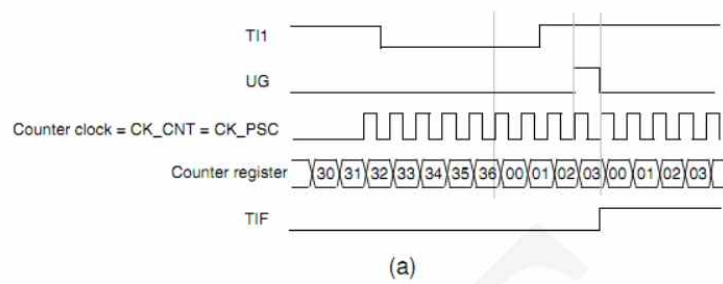 TI1
UG
Counter clock = CK_CNT = CK_PSC
Counter register 30 31 32 33 34 35 36 00 01 02 03 00 01 02 03
TIF
(a)